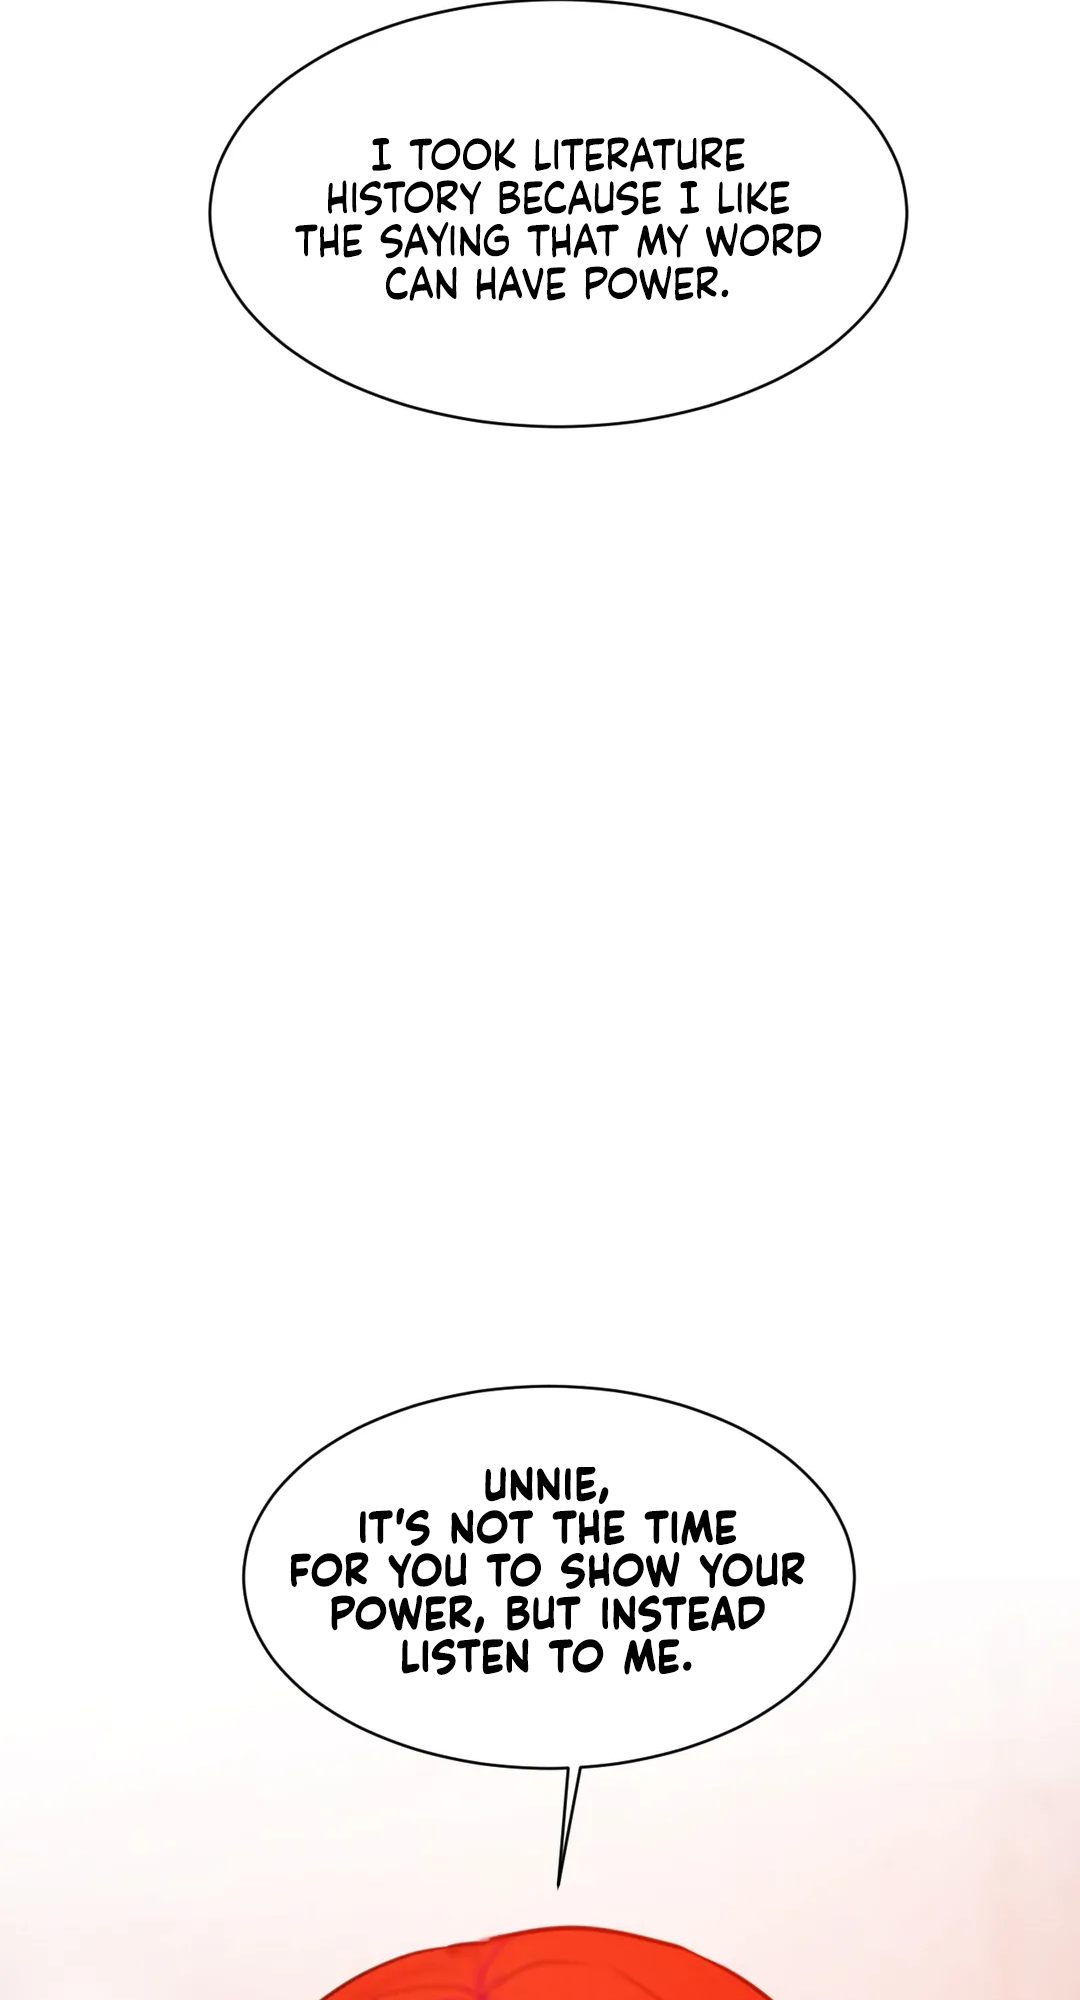 I TOOK LITERATURE
HISTORY BECAUSE I LIKE
THE SAYING THAT MY WORD
CAN HAVE POWER.
UNNIE,
IT'S NOT THE TIME
FOR YOU TO SHOW YOUR
POWER, BUT INSTEAD
LISTEN TO ME.